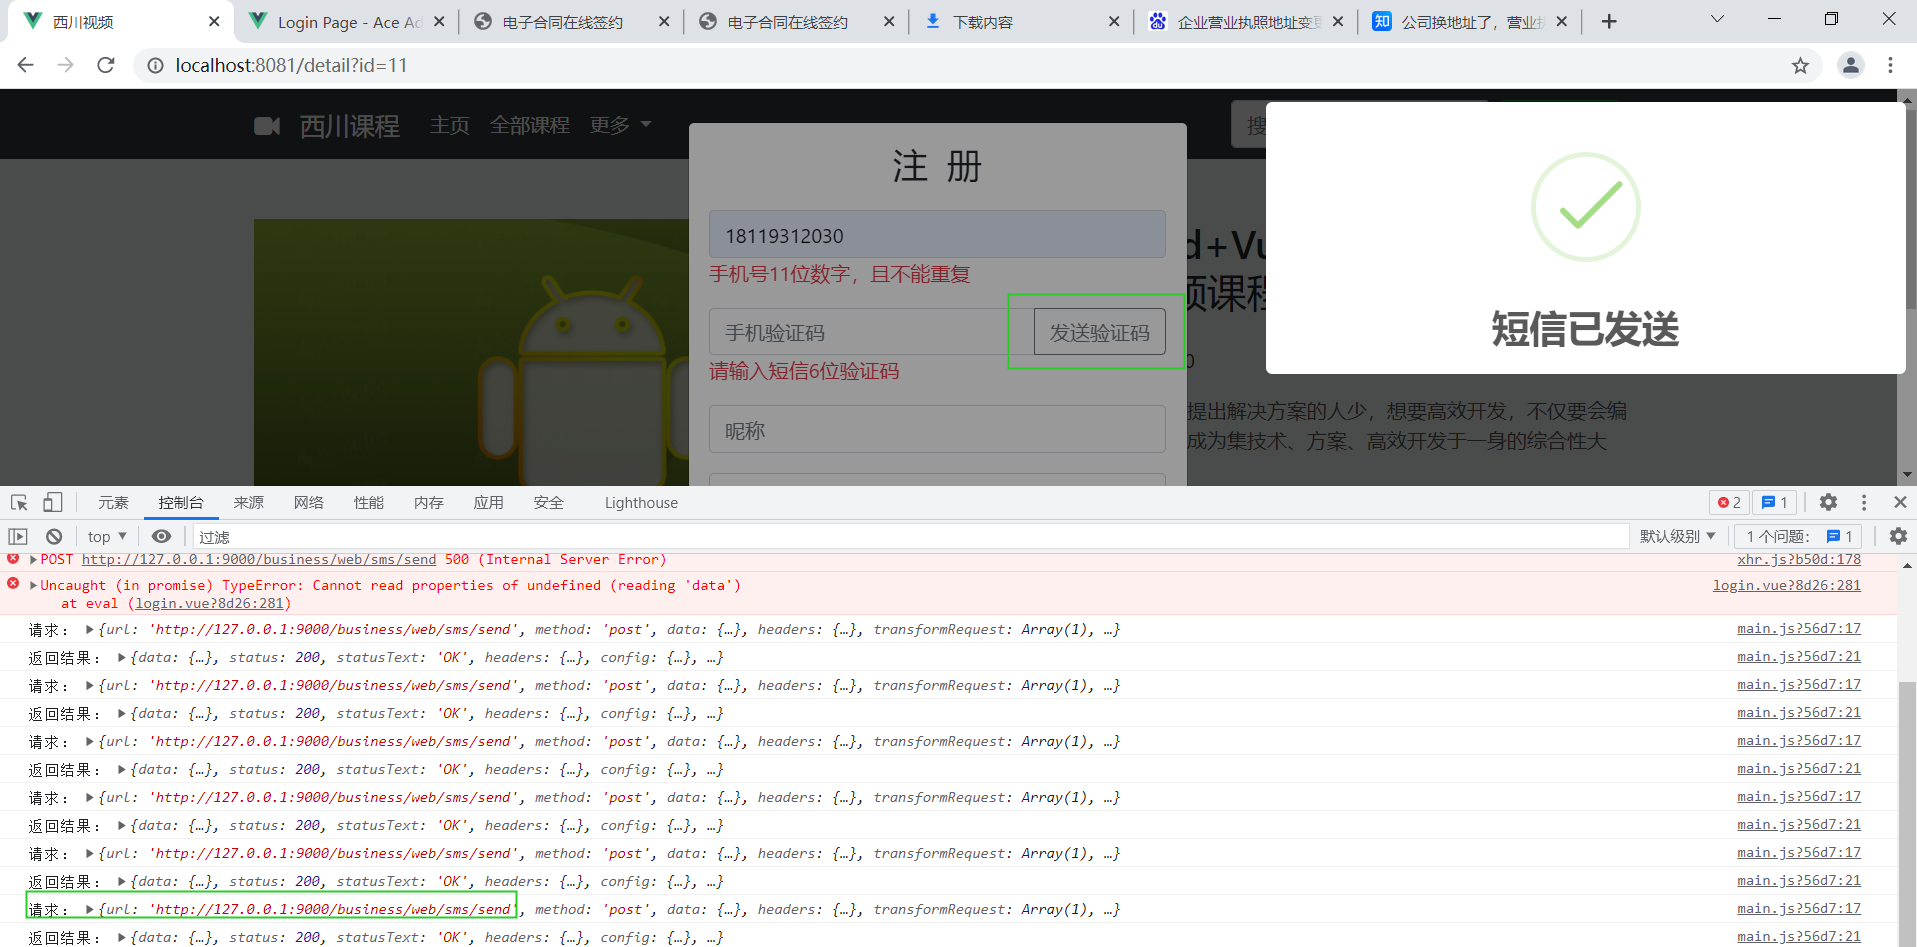 西川视频
Login Page - Ace Ad
电子合同在线签约
电子合同在线签约
下载内容
企业营业执照地址变更
知 公司换地址了，营业执
localhost:8081/detail?id=11
西川课程 主页 全部课程 更多
搜
注 册
18119312030
手机号11位数字，且不能重复
手机验证码 发送验证码
请输入短信6位验证码
昵称
d+Vu
频课程
0
提出解决方案的人少，想要高效开发，不仅要会编
成为集技术、方案、高效开发于一身的综合性大
短信已发送
元素 控制台 来源 网络 性能 内存 应用 安全 Lighthouse 2 1
top 过滤 默认级别 1 个问题： 1
POST http://127.0.0.1:9000/business/web/sms/send 500 (Internal Server Error) xhr.js?b50d:178
Uncaught (in promise) TypeError: Cannot read properties of undefined (reading 'data') login.vue?8d26:281
at eval (login.vue?8d26:281)
请求： {url: 'http://127.0.0.1:9000/business/web/sms/send', method: 'post', data: {…}, headers: {…}, transformRequest: Array(1), …} main.js?56d7:17
返回结果： {data: {…}, status: 200, statusText: 'OK', headers: {…}, config: {…}, …} main.js?56d7:21
请求： {url: 'http://127.0.0.1:9000/business/web/sms/send', method: 'post', data: {…}, headers: {…}, transformRequest: Array(1), …} main.js?56d7:17
返回结果： {data: {…}, status: 200, statusText: 'OK', headers: {…}, config: {…}, …} main.js?56d7:21
请求： {url: 'http://127.0.0.1:9000/business/web/sms/send', method: 'post', data: {…}, headers: {…}, transformRequest: Array(1), …} main.js?56d7:17
返回结果： {data: {…}, status: 200, statusText: 'OK', headers: {…}, config: {…}, …} main.js?56d7:21
请求： {url: 'http://127.0.0.1:9000/business/web/sms/send', method: 'post', data: {…}, headers: {…}, transformRequest: Array(1), …} main.js?56d7:17
返回结果： {data: {…}, status: 200, statusText: 'OK', headers: {…}, config: {…}, …} main.js?56d7:21
请求： {url: 'http://127.0.0.1:9000/business/web/sms/send', method: 'post', data: {…}, headers: {…}, transformRequest: Array(1), …} main.js?56d7:17
返回结果： {data: {…}, status: 200, statusText: 'OK', headers: {…}, config: {…}, …} main.js?56d7:21
请求： {url: 'http://127.0.0.1:9000/business/web/sms/send', method: 'post', data: {…}, headers: {…}, transformRequest: Array(1), …} main.js?56d7:17
返回结果： {data: {…}, status: 200, statusText: 'OK', headers: {…}, config: {…}, …} main.js?56d7:21